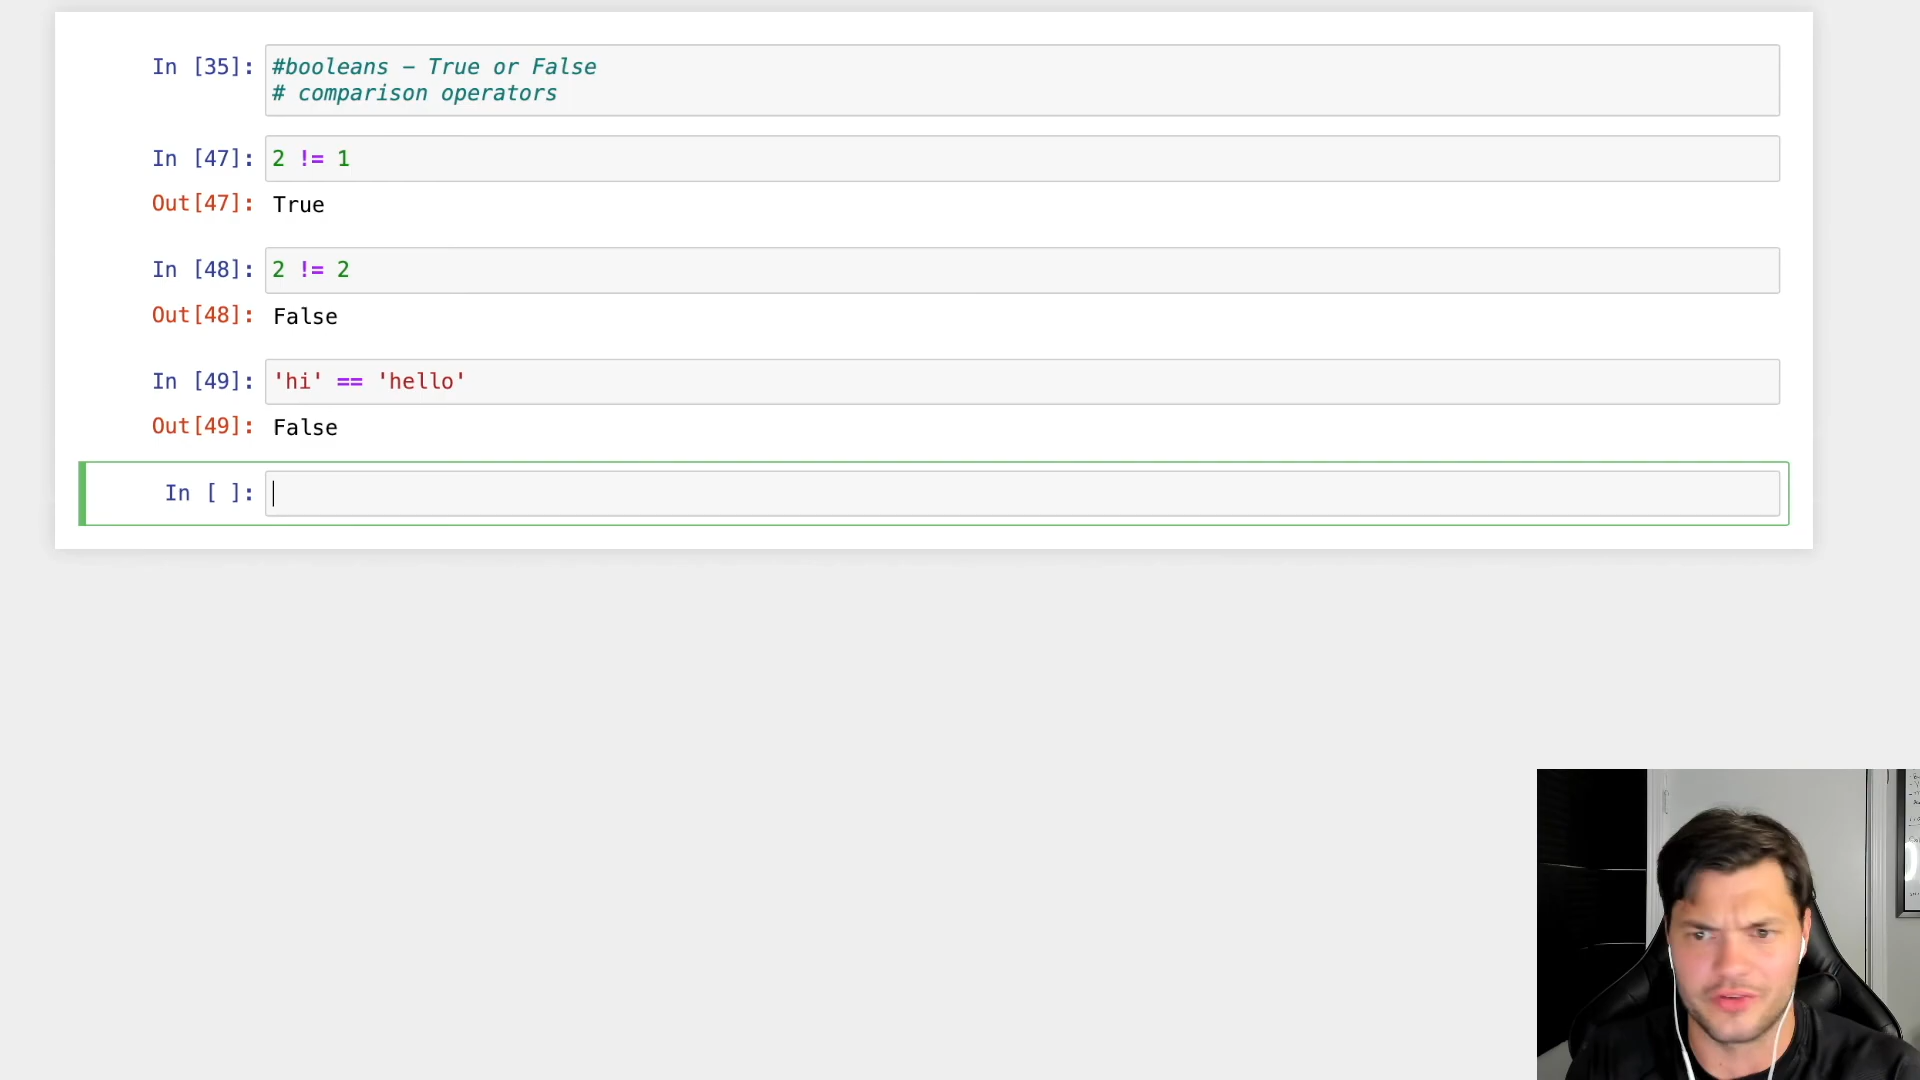 In [35]: #booleans – True or False
# comparison operators
In [47]: 2 != 1
Out[47]: True
In [48]: 2 != 2
Out[48]: False
In [49]: 'hi' == 'hello'
Out[49]: False
In [ ]: